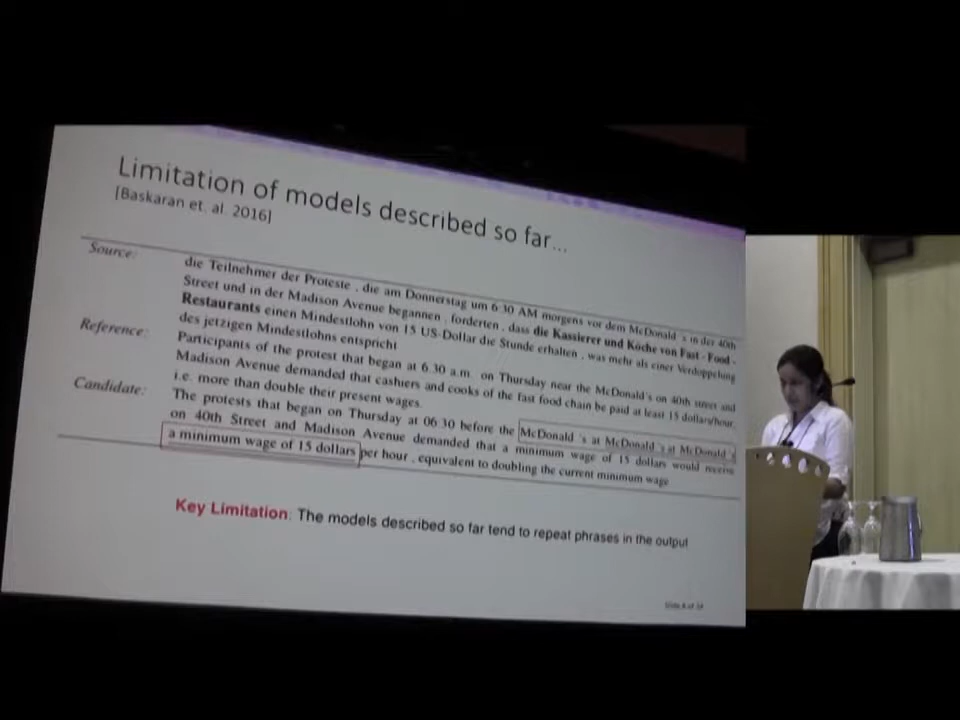 Limitation of models described so far...
[Baskaran et. al. 2016]
Source:
die Teilnehmer der Proteste , die am Donnerstag um 6:30 AM morgens vor dem McDonald 's in der 40th
Street und in der Madison Avenue begannen , forderten , dass die Kassierer und Köche von Fast - Food -
Restaurants einen Mindestlohn von 15 US-Dollar die Stunde erhalten , was mehr als einer Verdoppelung
des jetzigen Mindestlohns entspricht
Reference:
Participants of the protest that began at 6.30 a.m. on Thursday near the McDonald's on 40th street and
Madison Avenue demanded that cashiers and cooks of the fast food chain be paid at least 15 dollars/hour,
i.e. more than double their present wages.
Candidate:
The protests that began on Thursday at 06:30 before the McDonald 's at McDonald 's at McDonald 's
on 40th Street and Madison Avenue demanded that a minimum wage of 15 dollars would receive
a minimum wage of 15 dollars per hour , equivalent to doubling the current minimum wage
Key Limitation: The models described so far tend to repeat phrases in the output